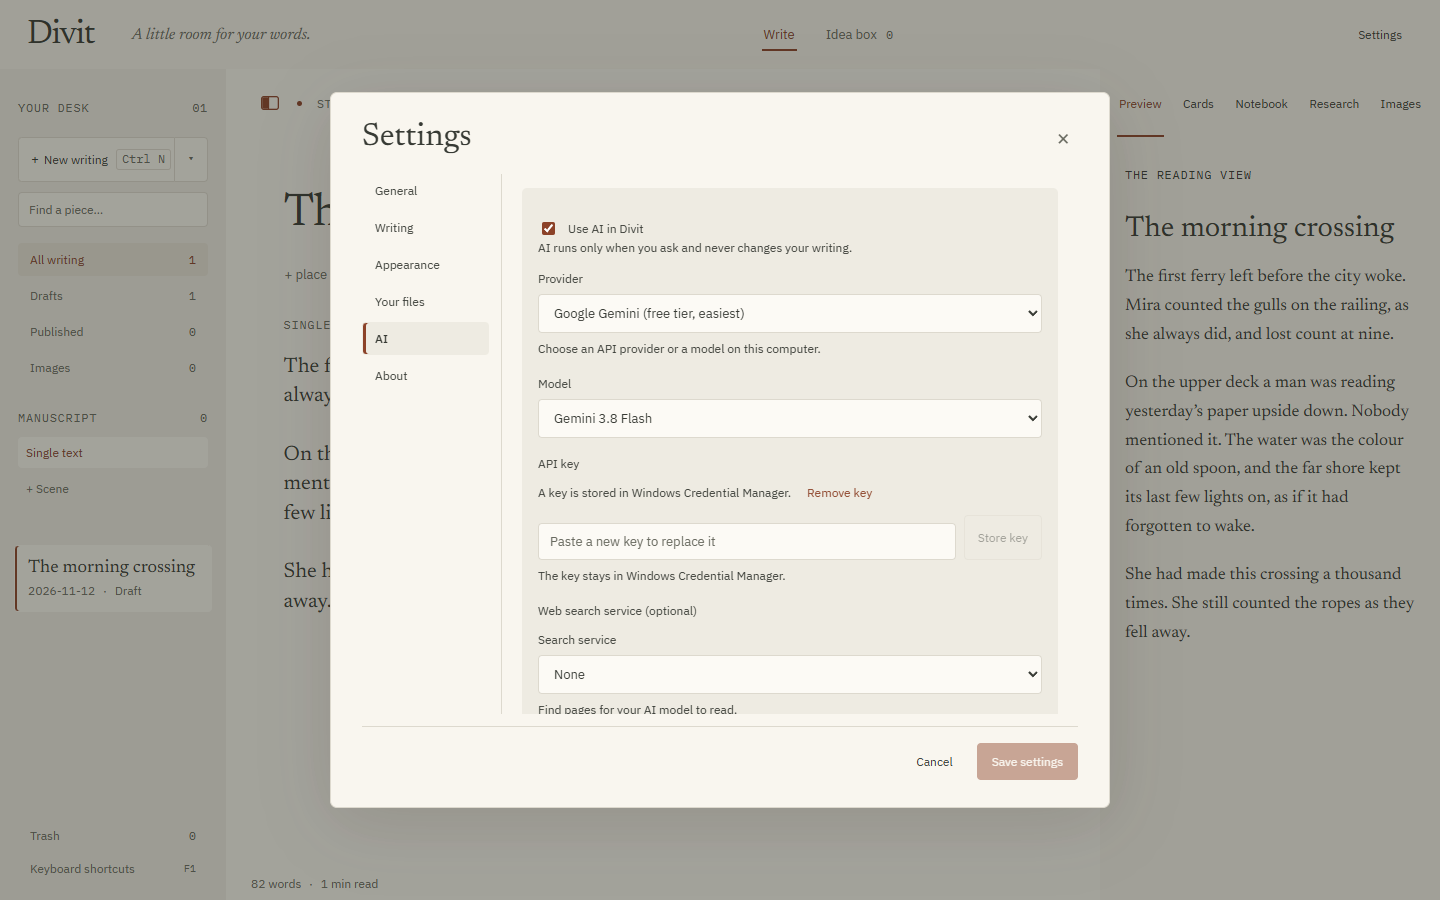 Divit
A little room for your words.
Write
Idea box 0
Settings
YOUR DESK 01
+ New writing Ctrl N
Find a piece...
All writing 1
Drafts 1
Published 0
Images 0
MANUSCRIPT 0
Single text
+ Scene
The morning crossing
2026-11-12 · Draft
Trash 0
Keyboard shortcuts F1
+ place
SINGLE
82 words · 1 min read
Settings
General
Writing
Appearance
Your files
AI
About
Use AI in Divit
AI runs only when you ask and never changes your writing.
Provider
Google Gemini (free tier, easiest)
Choose an API provider or a model on this computer.
Model
Gemini 3.8 Flash
API key
A key is stored in Windows Credential Manager. Remove key
Paste a new key to replace it
Store key
The key stays in Windows Credential Manager.
Web search service (optional)
Search service
None
Find pages for your AI model to read.
Cancel
Save settings
Preview Cards Notebook Research Images
THE READING VIEW
The morning crossing
The first ferry left before the city woke.
Mira counted the gulls on the railing, as
she always did, and lost count at nine.
On the upper deck a man was reading
yesterday’s paper upside down. Nobody
mentioned it. The water was the colour
of an old spoon, and the far shore kept
its last few lights on, as if it had
forgotten to wake.
She had made this crossing a thousand
times. She still counted the ropes as they
fell away.